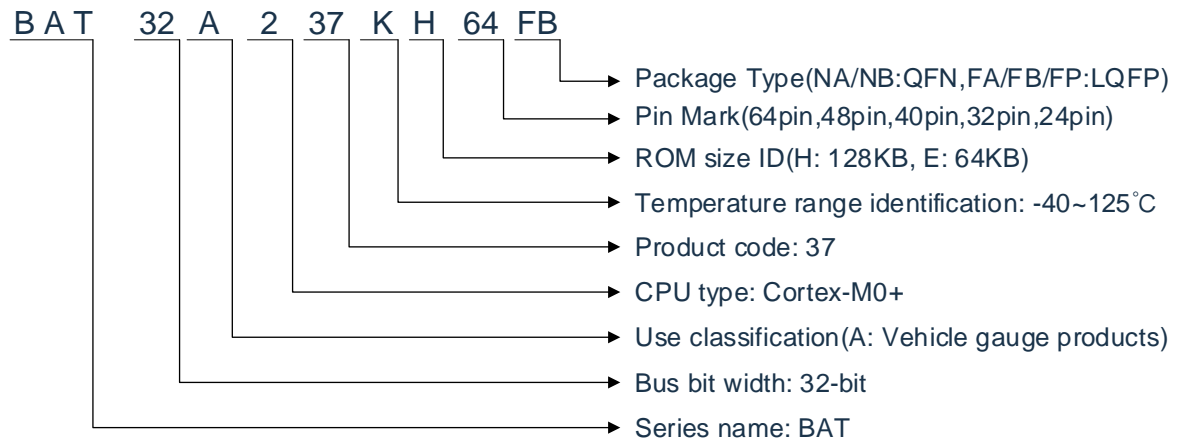 BAT 32 A 2 37 K H 64 FB
Package Type(NA/NB:QFN,FA/FB/FP:LQFP)
Pin Mark(64pin,48pin,40pin,32pin,24pin)
ROM size ID(H: 128KB, E: 64KB)
Temperature range identification: -40~125℃
Product code: 37
CPU type: Cortex-M0+
Use classification(A: Vehicle gauge products)
Bus bit width: 32-bit
Series name: BAT